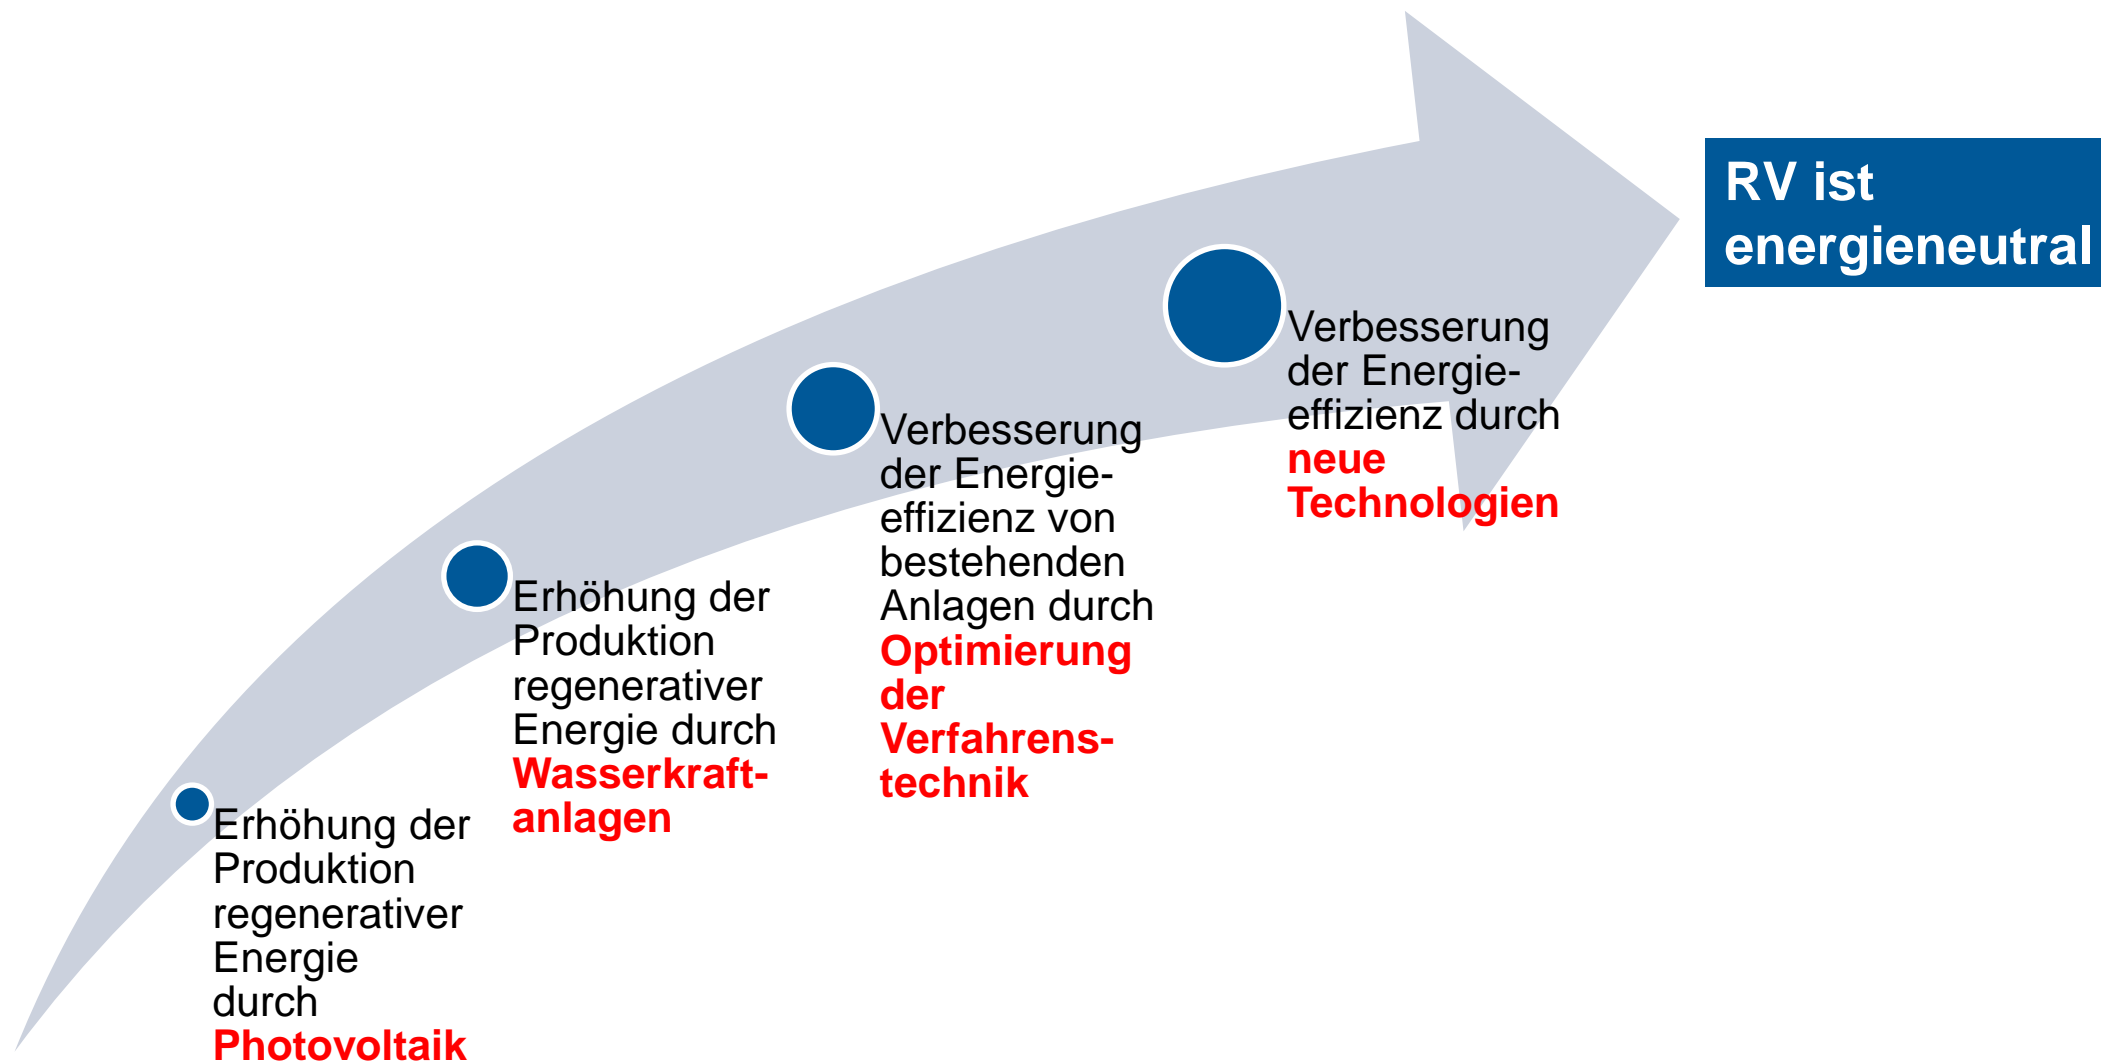 Erhöhung der
Produktion
regenerativer
Energie
durch
Photovoltaik
Erhöhung der
Produktion
regenerativer
Energie durch
Wasserkraft-
anlagen
Verbesserung
der Energie-
effizienz von
bestehenden
Anlagen durch
Optimierung
der
Verfahrens-
technik
Verbesserung
der Energie-
effizienz durch
neue
Technologien
RV ist
energieneutral